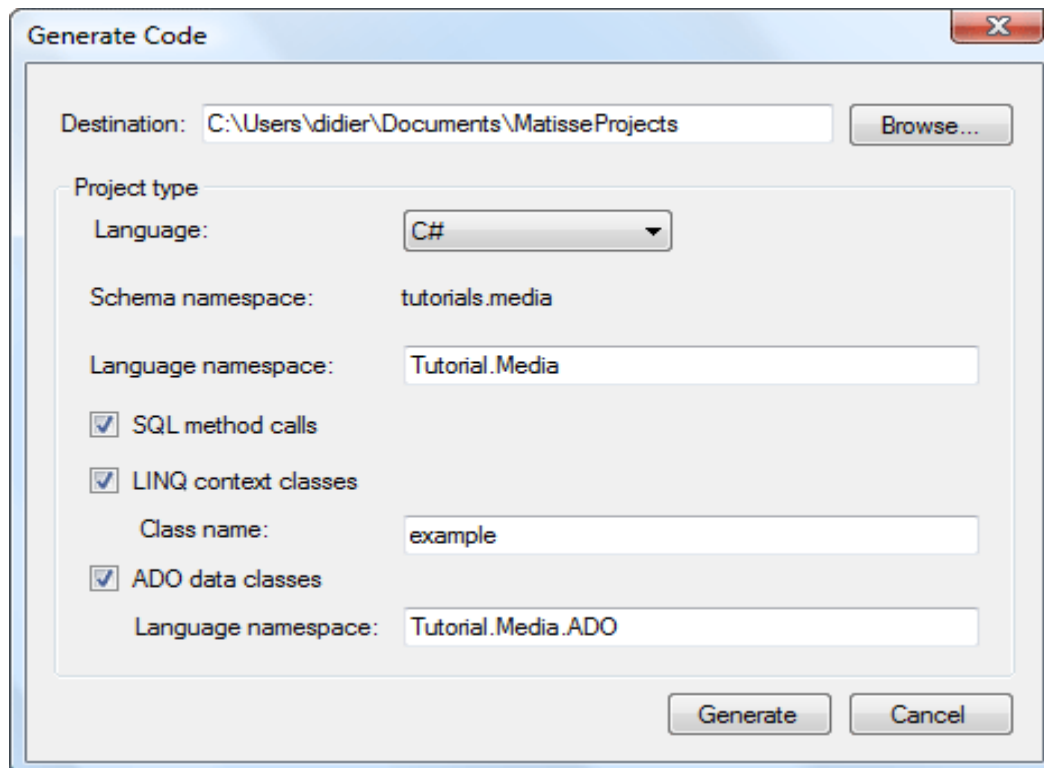 Generate Code
Destination: C:\Users\didier\Documents\MatisseProjects Browse...
Project type
Language: C#
Schema namespace: tutorials.media
Language namespace: Tutorial.Media
SQL method calls
LINQ context classes
Class name: example
ADO data classes
Language namespace: Tutorial.Media.ADO
Generate Cancel